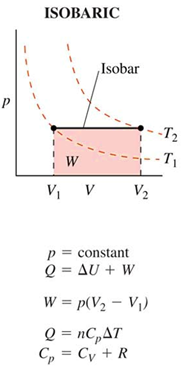 ISOBARIC
Isobar
p
T₂
W
T₁
V₁ V V₂
p = constant
Q = ΔU + W
W = p(V₂ − V₁)
Q = nCₚΔT
Cₚ = Cᵥ + R